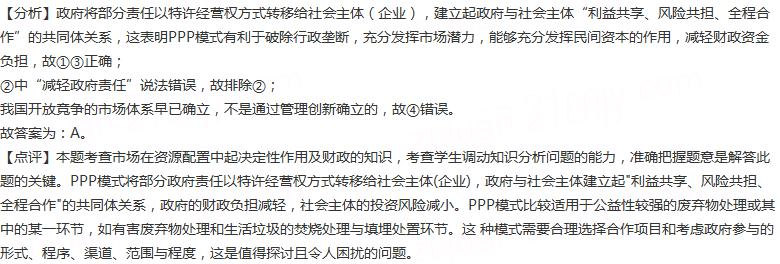 【分析】政府将部分责任以特许经营权方式转移给社会主体（企业），建立起政府与社会主体“利益共享、风险共担、全程合
作”的共同体关系，这表明PPP模式有利于破除行政垄断，充分发挥市场潜力，能够充分发挥民间资本的作用，减轻财政资金
负担，故①③正确；
②中“减轻政府责任”说法错误，故排除②；
我国开放竞争的市场体系早已确立，不是通过管理创新确立的，故④错误。
故答案为：A。
【点评】本题考查市场在资源配置中起决定性作用及财政的知识，考查学生调动知识分析问题的能力，准确把握题意是解答此
题的关键。PPP模式将部分政府责任以特许经营权方式转移给社会主体(企业)，政府与社会主体建立起"利益共享、风险共担、
全程合作"的共同体关系，政府的财政负担减轻，社会主体的投资风险减小。PPP模式比较适用于公益性较强的废弃物处理或其
中的某一环节，如有害废弃物处理和生活垃圾的焚烧处理与填埋处置环节。这 种模式需要合理选择合作项目和考虑政府参与的
形式、程序、渠道、范围与程度，这是值得探讨且令人困扰的问题。